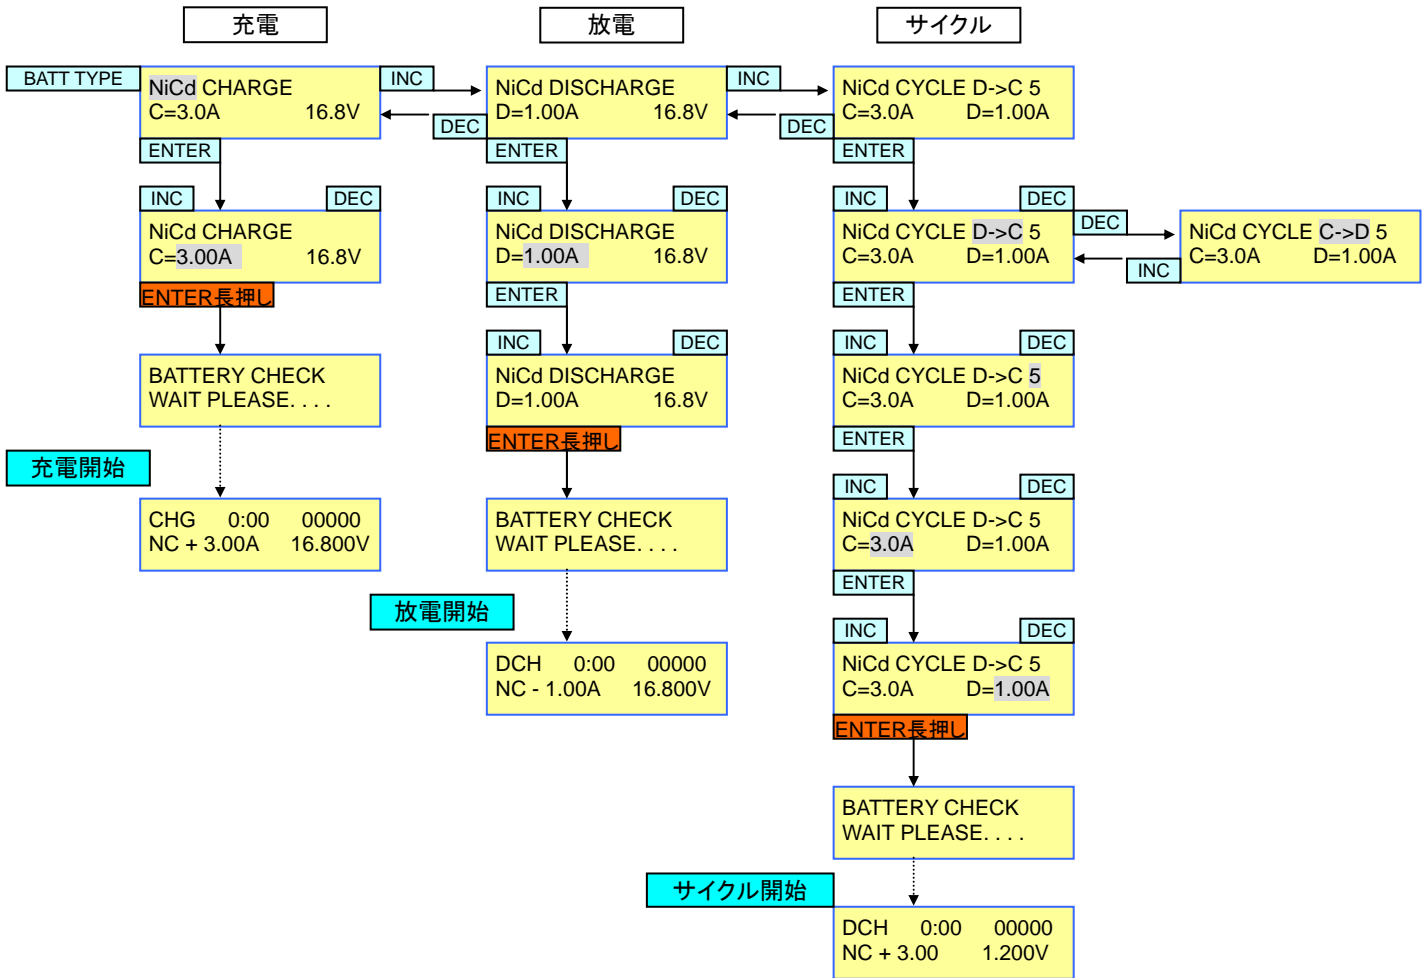 充電
放電
サイクル
BATT TYPE
NiCd CHARGE
C=3.0A 16.8V
INC
DEC
NiCd DISCHARGE
D=1.00A 16.8V
INC
DEC
NiCd CYCLE D->C 5
C=3.0A D=1.00A
ENTER
ENTER
ENTER
INC
DEC
NiCd CHARGE
C=3.00A 16.8V
ENTER長押し
INC
DEC
NiCd DISCHARGE
D=1.00A 16.8V
ENTER
INC
DEC
NiCd CYCLE D->C 5
C=3.0A D=1.00A
ENTER
DEC
INC
NiCd CYCLE C->D 5
C=3.0A D=1.00A
BATTERY CHECK
WAIT PLEASE. . . .
INC
DEC
NiCd DISCHARGE
D=1.00A 16.8V
ENTER長押し
INC
DEC
NiCd CYCLE D->C 5
C=3.0A D=1.00A
ENTER
充電開始
CHG 0:00 00000
NC + 3.00A 16.800V
BATTERY CHECK
WAIT PLEASE. . . .
INC
DEC
NiCd CYCLE D->C 5
C=3.0A D=1.00A
ENTER
放電開始
DCH 0:00 00000
NC - 1.00A 16.800V
INC
DEC
NiCd CYCLE D->C 5
C=3.0A D=1.00A
ENTER長押し
BATTERY CHECK
WAIT PLEASE. . . .
サイクル開始
DCH 0:00 00000
NC + 3.00 1.200V